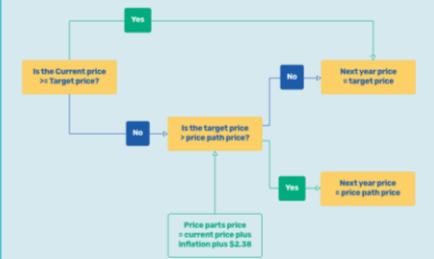 Yes
Is the Current price
>= Target price?
No
Next year price
= target price
No
Is the target price
> price path price?
Yes
Next year price
= price path price
Price parts price
= current price plus
inflation plus $2.38